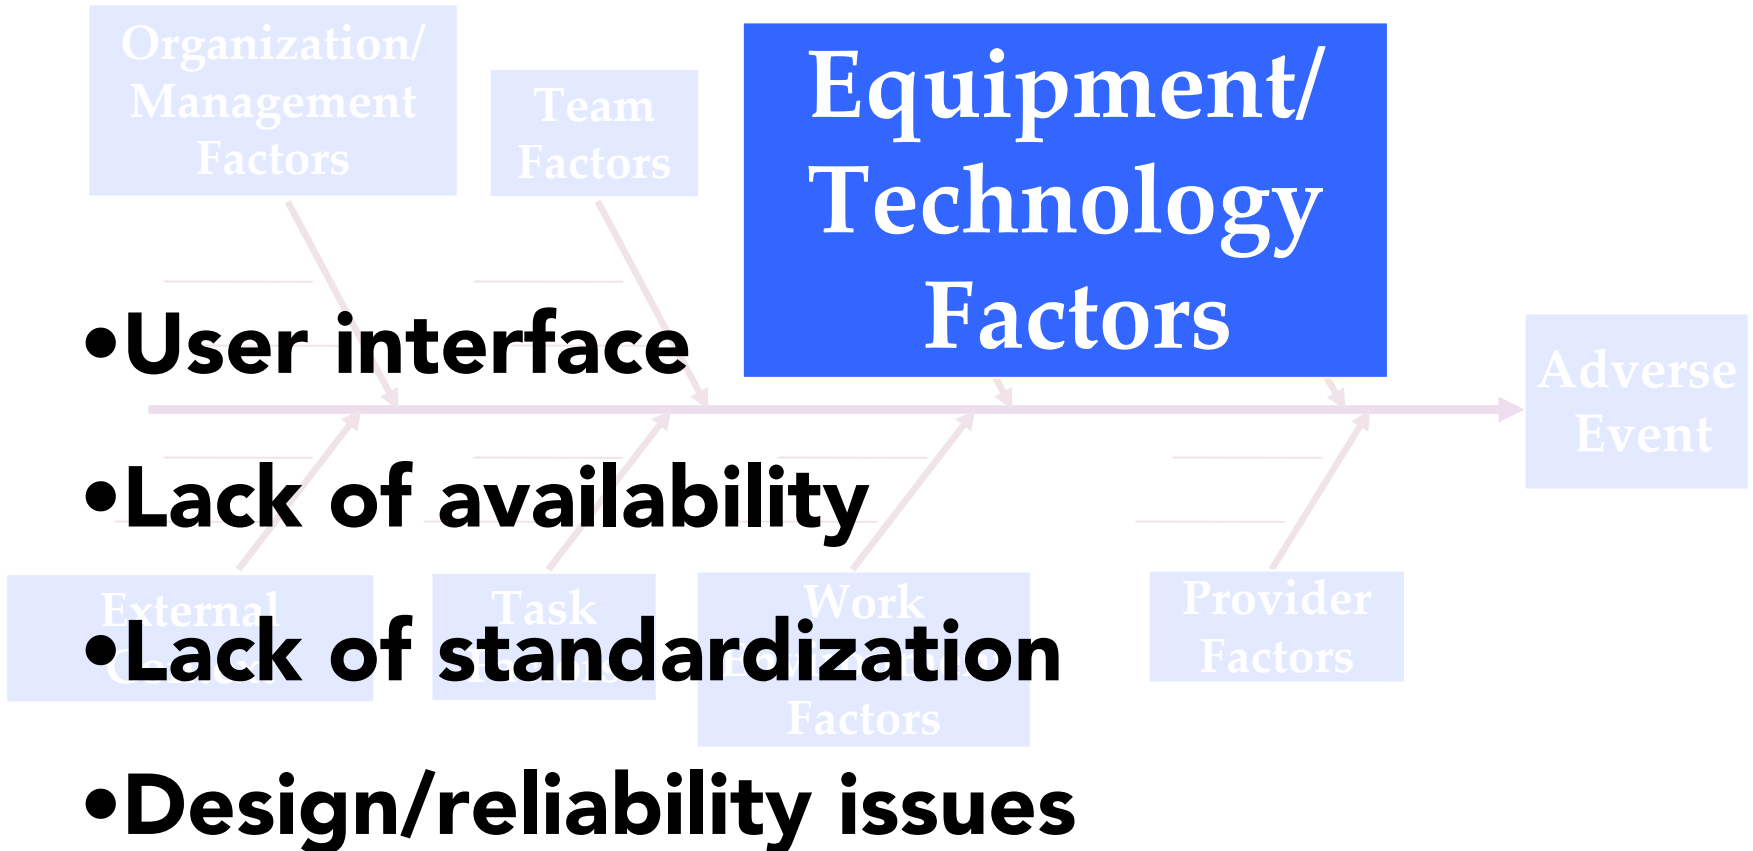 Organization/
Management
Factors
Team
Factors
Equipment/
Technology
Factors
•User interface
Adverse
Event
•Lack of availability
External
Task
Work
Provider
Factors
•Lack of standardization
Factors
•Design/reliability issues